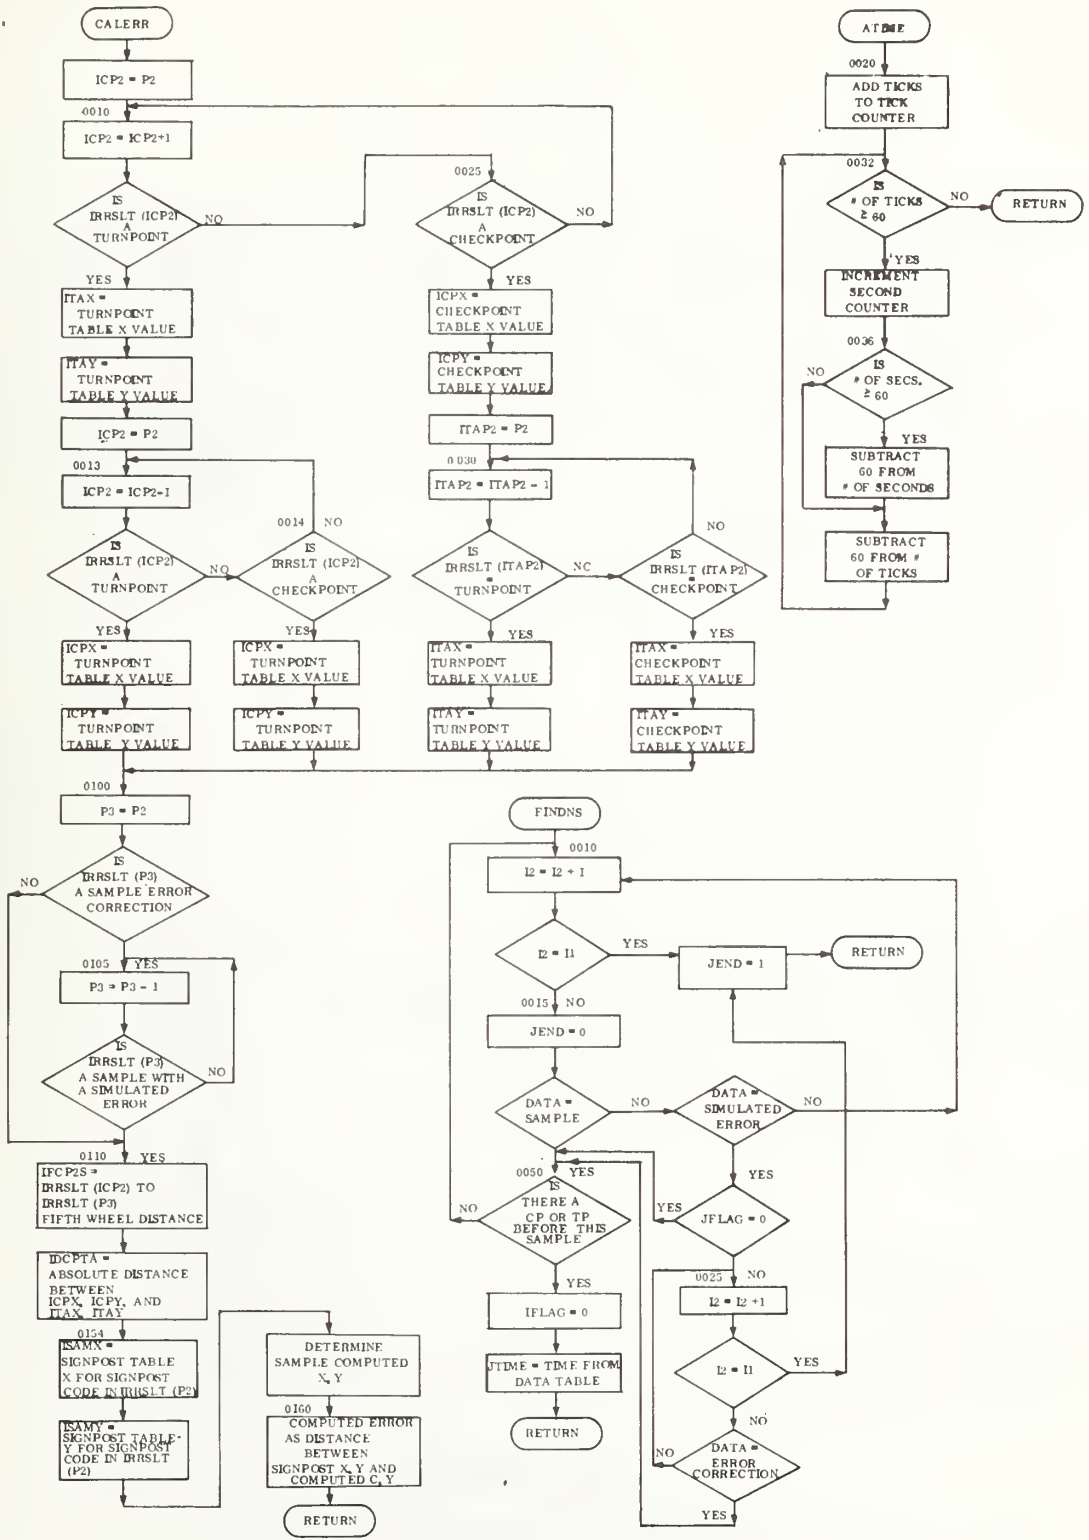 CALERR
ICP2 = P2
0010
ICP2 = ICP2+1
IS
IRRSLT (ICP2)
A
TURNPOINT
NO
YES
ITAX =
TURNPOINT
TABLE X VALUE
ITAY =
TURNPOINT
TABLE Y VALUE
ICP2 = P2
0013
ICP2 = ICP2-1
IS
IRRSLT (ICP2)
A
TURNPOINT
NO
0014
NO
IS
IRRSLT (ICP2)
A
CHECKPOINT
YES
ICPX =
TURNPOINT
TABLE X VALUE
ICPY =
TURNPOINT
TABLE X VALUE
YES
ICPX =
TURNPOINT
TABLE X VALUE
ICPY =
TURNPOINT
TABLE Y VALUE
0025
IS
IRRSLT (ICP2)
A
CHECKPOINT
NO
YES
ICPX =
CHECKPOINT
TABLE X VALUE
ICPY =
CHECKPOINT
TABLE Y VALUE
ITAP2 = P2
0030
ITAP2 = ITAP2 - 1
IS
IRRSLT (ITAP2)
=
TURNPOINT
NC
NO
IS
IRRSLT (ITAP2)
=
CHECKPOINT
YES
ITAX =
TURNPOINT
TABLE X VALUE
ITAY =
TURNPOINT
TABLE Y VALUE
YES
ITAX =
CHECKPOINT
TABLE X VALUE
ITAY =
CHECKPOINT
TABLE Y VALUE
0100
P3 = P2
IS
IRRSLT (P3)
A SAMPLE ERROR
CORRECTION
NO
YES
0105
P3 = P3 - 1
IS
IRRSLT (P3)
A SAMPLE WITH
A SIMULATED
ERROR
NO
0110
YES
IFCP2S =
IRRSLT (ICP2) TO
IRRSLT (P3)
FIFTH WHEEL DISTANCE
IDCPTA =
ABSOLUTE DISTANCE
BETWEEN
ICPX, ICPY, AND
ITAX, ITAY
0154
ISAMX =
SIGNPOST TABLE
X FOR SIGNPOST
CODE IN IRRSLT (P2)
ISAMY =
SIGNPOST TABLE-
Y FOR SIGNPOST
CODE IN IRRSLT
(P2)
DETERMINE
SAMPLE COMPUTED
X, Y
0160
COMPUTED ERROR
AS DISTANCE
BETWEEN
SIGNPOST X, Y AND
COMPUTED C, Y
RETURN
ATIME
0020
ADD TICKS
TO TICK
COUNTER
0032
IS
# OF TICKS
≥ 60
NO
RETURN
YES
INCREMENT
SECOND
COUNTER
0036
IS
# OF SECS.
≥ 60
NO
YES
SUBTRACT
60 FROM
# OF SECONDS
SUBTRACT
60 FROM #
OF TICKS
FINDNS
0010
I2 = I2 + 1
I2 = I1
YES
JEND = 1
RETURN
0015
NO
JEND = 0
DATA =
SAMPLE
NO
DATA =
SIMULATED
ERROR
NO
YES
0050
YES
IS
THERE A
CP OR TP
BEFORE THIS
SAMPLE
NO
YES
JFLAG = 0
NO
0025
I2 = I2 +1
YES
IFLAG = 0
I2 = I1
YES
JTIME = TIME FROM
DATA TABLE
NO
RETURN
DATA =
ERROR
CORRECTION
NO
YES